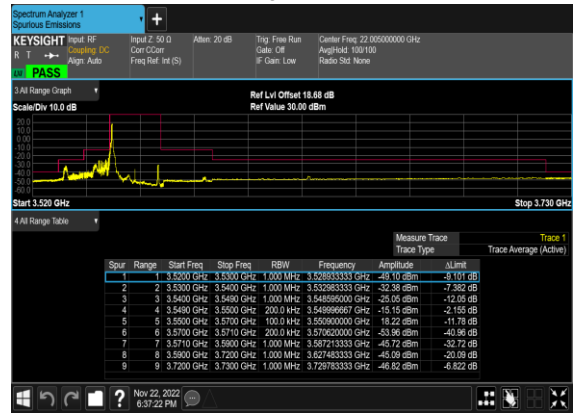 Spectrum Analyzer 1
Spurious Emissions
KEYSIGHT Input: RF Input Z: 50 Ω Atten: 20 dB Trig: Free Run Center Freq: 22.005000000 GHz
R T Coupling: DC Corr CCorr Gate: Off Avg|Hold: 100/100
Align: Auto Freq Ref: Int (S) IF Gain: Low Radio Std: None
PASS
3 All Range Graph Ref Lvl Offset 18.68 dB
Scale/Div 10.0 dB Ref Value 30.00 dBm
20.0
10.0
0.00
-10.0
-20.0
-30.0
-40.0
-50.0
-60.0
Start 3.520 GHz Stop 3.730 GHz
4 All Range Table
Measure Trace Trace 1
Trace Type Trace Average (Active)
Spur Range Start Freq Stop Freq RBW Frequency Amplitude ΔLimit
1 1 3.5200 GHz 3.5300 GHz 1.000 MHz 3.528933333 GHz -49.10 dBm -9.101 dB
2 2 3.5300 GHz 3.5400 GHz 1.000 MHz 3.532983333 GHz -32.38 dBm -7.382 dB
3 3 3.5400 GHz 3.5490 GHz 1.000 MHz 3.548595000 GHz -25.05 dBm -12.05 dB
4 4 3.5490 GHz 3.5500 GHz 200.0 kHz 3.549996667 GHz -15.15 dBm -2.155 dB
5 5 3.5500 GHz 3.5700 GHz 100.0 kHz 3.550900000 GHz 18.22 dBm -11.78 dB
6 6 3.5700 GHz 3.5710 GHz 200.0 kHz 3.570620000 GHz -53.96 dBm -40.96 dB
7 7 3.5710 GHz 3.5900 GHz 1.000 MHz 3.587213333 GHz -45.72 dBm -32.72 dB
8 8 3.5900 GHz 3.7200 GHz 1.000 MHz 3.627483333 GHz -45.09 dBm -20.09 dB
9 9 3.7200 GHz 3.7300 GHz 1.000 MHz 3.729783333 GHz -46.82 dBm -6.822 dB
Nov 22, 2022
6:37:22 PM